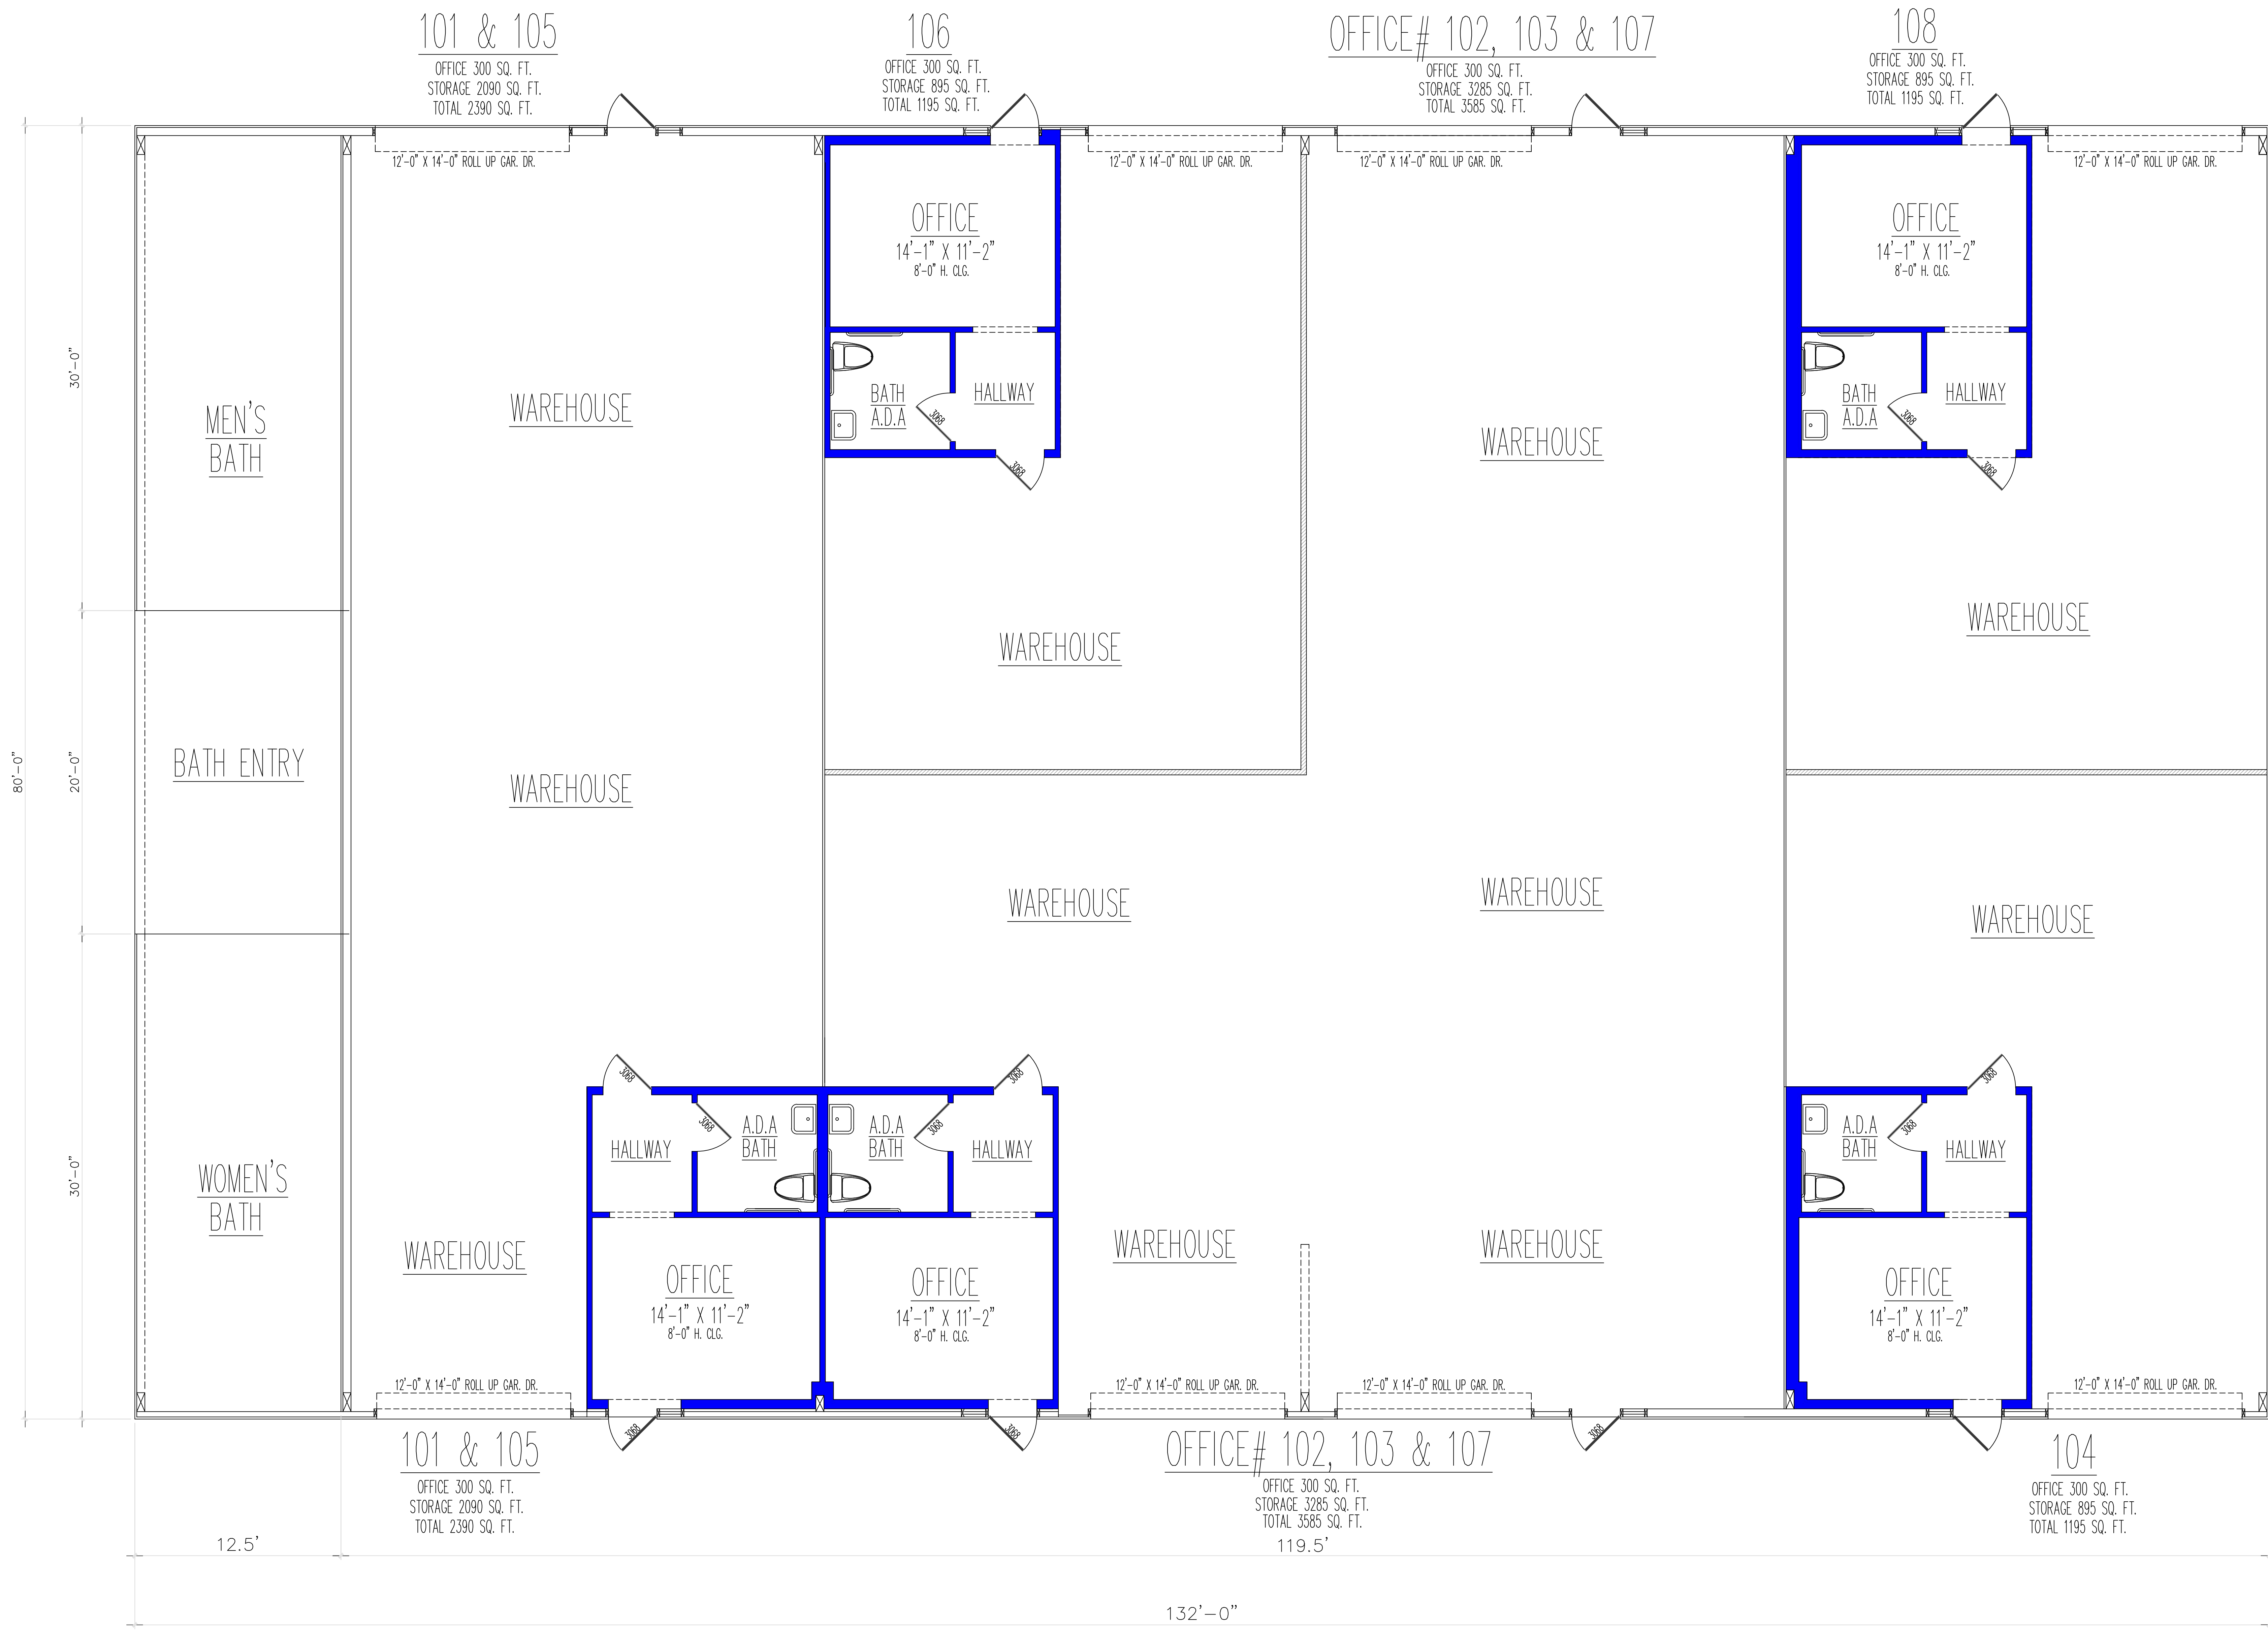 101 & 105
OFFICE 300 SQ. FT.
STORAGE 2090 SQ. FT.
TOTAL 2390 SQ. FT.
106
OFFICE 300 SQ. FT.
STORAGE 895 SQ. FT.
TOTAL 1195 SQ. FT.
OFFICE# 102, 103 & 107
OFFICE 300 SQ. FT.
STORAGE 3285 SQ. FT.
TOTAL 3585 SQ. FT.
108
OFFICE 300 SQ. FT.
STORAGE 895 SQ. FT.
TOTAL 1195 SQ. FT.
12'-0" X 14'-0" ROLL UP GAR. DR.
12'-0" X 14'-0" ROLL UP GAR. DR.
12'-0" X 14'-0" ROLL UP GAR. DR.
12'-0" X 14'-0" ROLL UP GAR. DR.
OFFICE
14'-1" X 11'-2"
8'-0" H. CLG.
OFFICE
14'-1" X 11'-2"
8'-0" H. CLG.
30'-0"
MEN'S
BATH
WAREHOUSE
BATH
A.D.A
3068
HALLWAY
3068
WAREHOUSE
BATH
A.D.A
3068
HALLWAY
3068
WAREHOUSE
WAREHOUSE
80'-0"
20'-0"
BATH ENTRY
WAREHOUSE
WAREHOUSE
WAREHOUSE
WAREHOUSE
30'-0"
WOMEN'S
BATH
3068
HALLWAY
3068
A.D.A
BATH
A.D.A
BATH
3068
3068
HALLWAY
A.D.A
BATH
3068
3068
HALLWAY
WAREHOUSE
OFFICE
14'-1" X 11'-2"
8'-0" H. CLG.
OFFICE
14'-1" X 11'-2"
8'-0" H. CLG.
WAREHOUSE
WAREHOUSE
OFFICE
14'-1" X 11'-2"
8'-0" H. CLG.
12'-0" X 14'-0" ROLL UP GAR. DR.
12'-0" X 14'-0" ROLL UP GAR. DR.
12'-0" X 14'-0" ROLL UP GAR. DR.
12'-0" X 14'-0" ROLL UP GAR. DR.
3068
3068
3068
101 & 105
OFFICE 300 SQ. FT.
STORAGE 2090 SQ. FT.
TOTAL 2390 SQ. FT.
OFFICE# 102, 103 & 107
OFFICE 300 SQ. FT.
STORAGE 3285 SQ. FT.
TOTAL 3585 SQ. FT.
104
OFFICE 300 SQ. FT.
STORAGE 895 SQ. FT.
TOTAL 1195 SQ. FT.
12.5'
119.5'
132'-0"